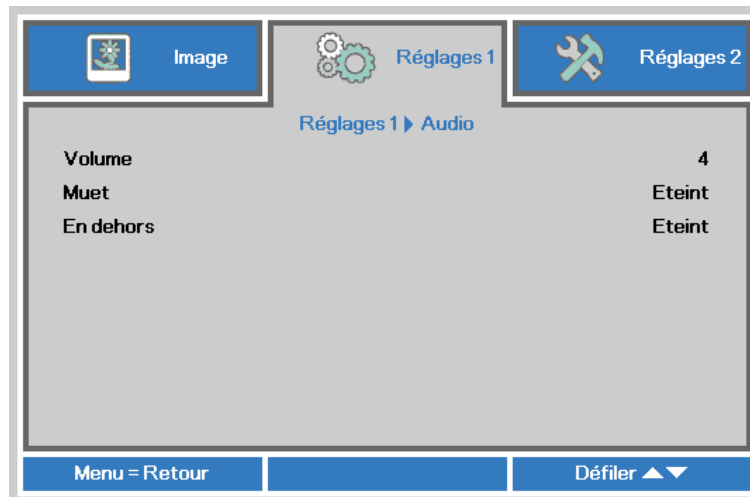 Image Réglages 1 Réglages 2
Réglages 1 Audio
Volume 4
Muet Eteint
En dehors Eteint
Menu = Retour Défiler ▲▼